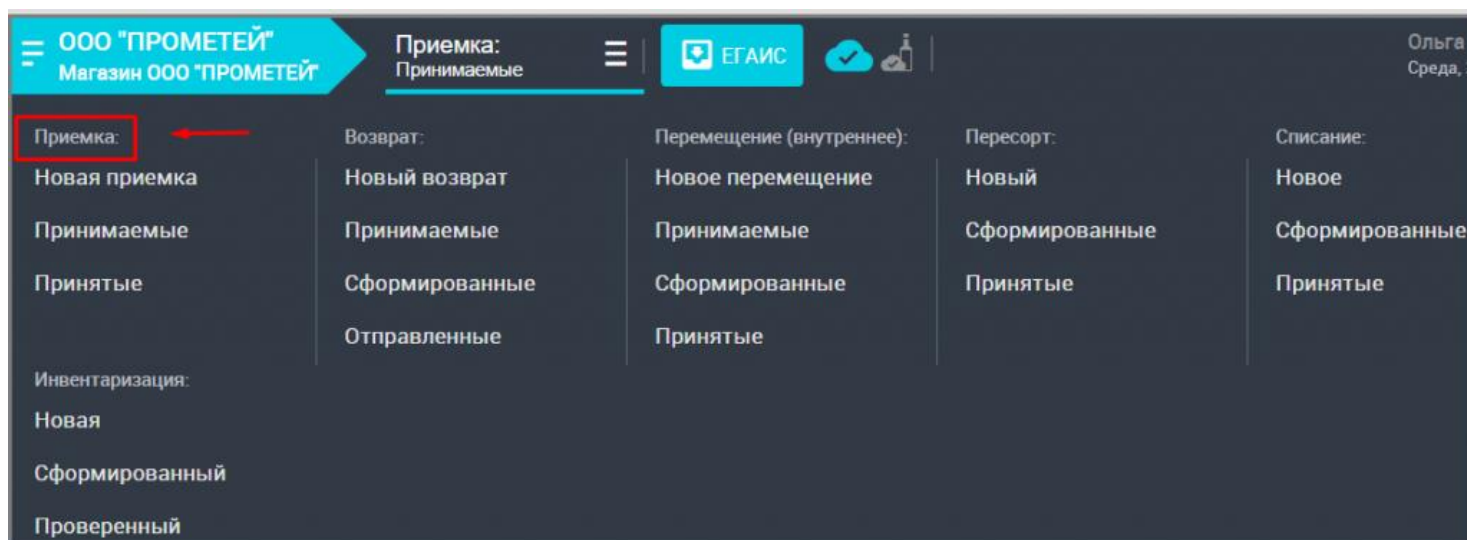 ООО "ПРОМЕТЕЙ"
Магазин ООО "ПРОМЕТЕЙ"
Приемка:
Принимаемые
ЕГАИС
Ольга
Среда,
Приемка:
Новая приемка
Принимаемые
Принятые
Возврат:
Новый возврат
Принимаемые
Сформированные
Отправленные
Перемещение (внутреннее):
Новое перемещение
Принимаемые
Сформированные
Принятые
Пересорт:
Новый
Сформированные
Принятые
Списание:
Новое
Сформированные
Принятые
Инвентаризация:
Новая
Сформированный
Проверенный